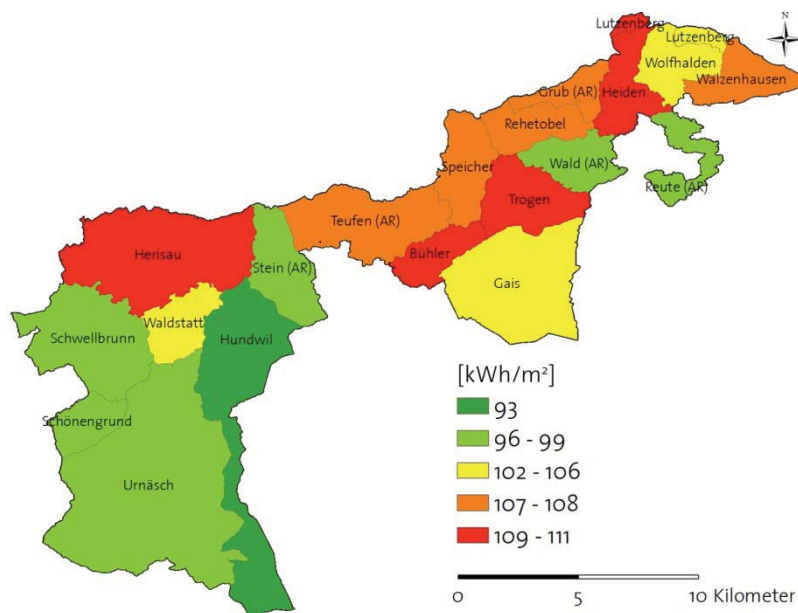 N
Lutzenberg
Lutzenberg
Wolfhalden
Walzenhausen
Grub (AR)
Heiden
Rehetobel
Speicher
Wald (AR)
Reute (AR)
Trogen
Teufen (AR)
Bühler
Herisau
Stein (AR)
Gais
Waldstatt
Schwellbrunn
Hundwil
Schönengrund
Urnäsch
[kWh/m²]
93
96 - 99
102 - 106
107 - 108
109 - 111
0 5 10 Kilometer